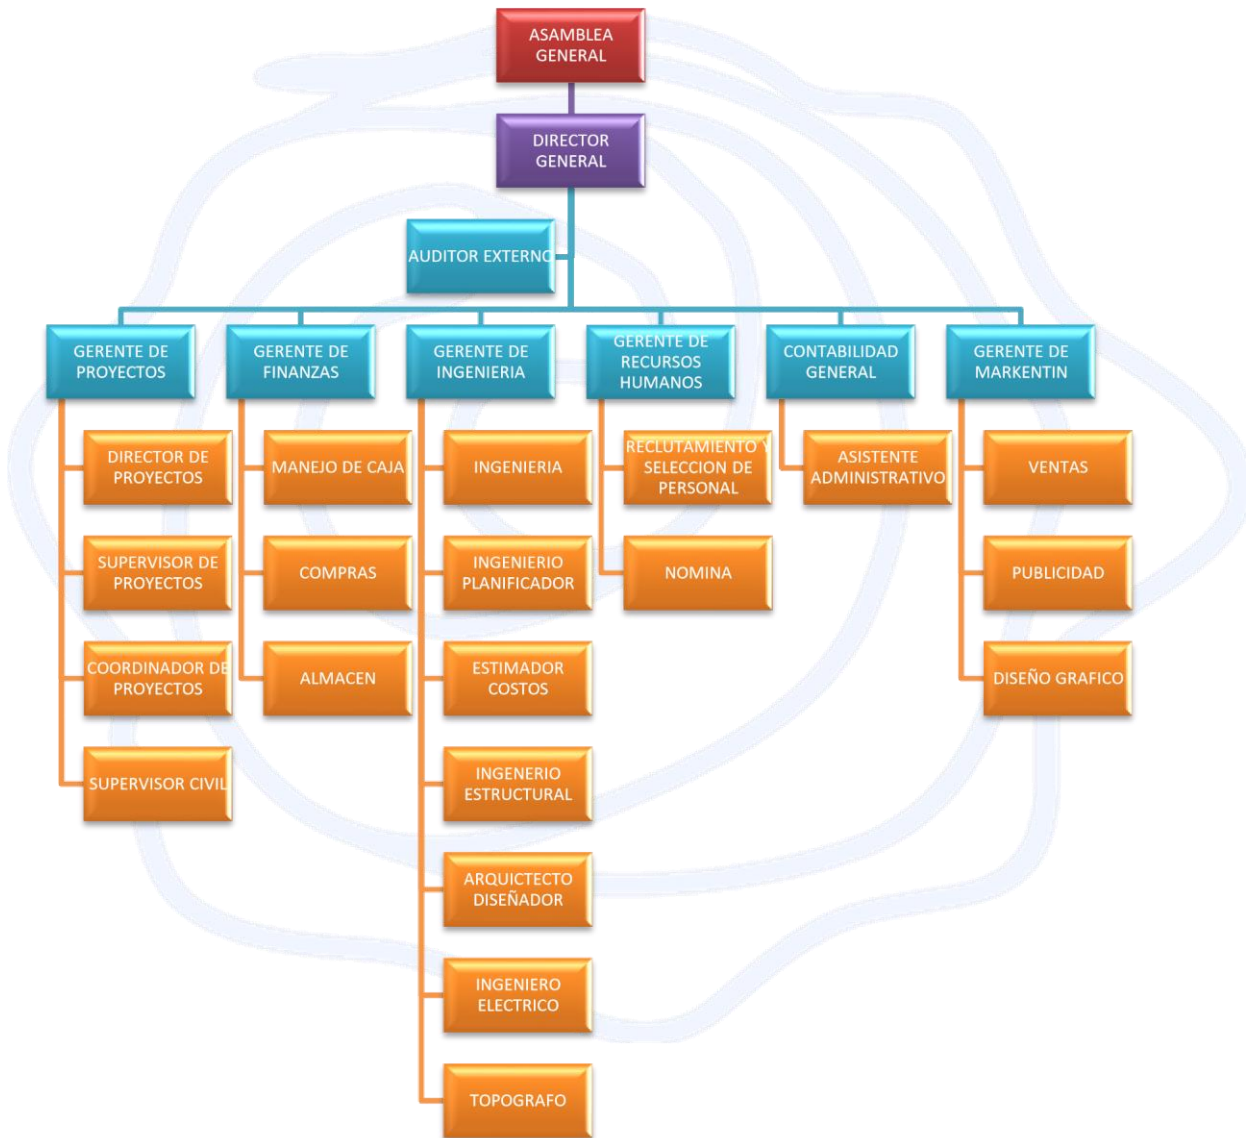 ASAMBLEA
GENERAL
DIRECTOR
GENERAL
AUDITOR EXTERNO
GERENTE DE
PROYECTOS
GERENTE DE
FINANZAS
GERENTE DE
INGENIERIA
GERENTE DE
RECURSOS
HUMANOS
CONTABILIDAD
GENERAL
GERENTE DE
MARKENTIN
DIRECTOR DE
PROYECTOS
SUPERVISOR DE
PROYECTOS
COORDINADOR DE
PROYECTOS
SUPERVISOR CIVIL
MANEJO DE CAJA
COMPRAS
ALMACEN
INGENIERIA
INGENIERIO
PLANIFICADOR
ESTIMADOR
COSTOS
INGENERIO
ESTRUCTURAL
ARQUICTECTO
DISEÑADOR
INGENIERO
ELECTRICO
TOPOGRAFO
RECLUTAMIENTO Y
SELECCION DE
PERSONAL
NOMINA
ASISTENTE
ADMINISTRATIVO
VENTAS
PUBLICIDAD
DISEÑO GRAFICO